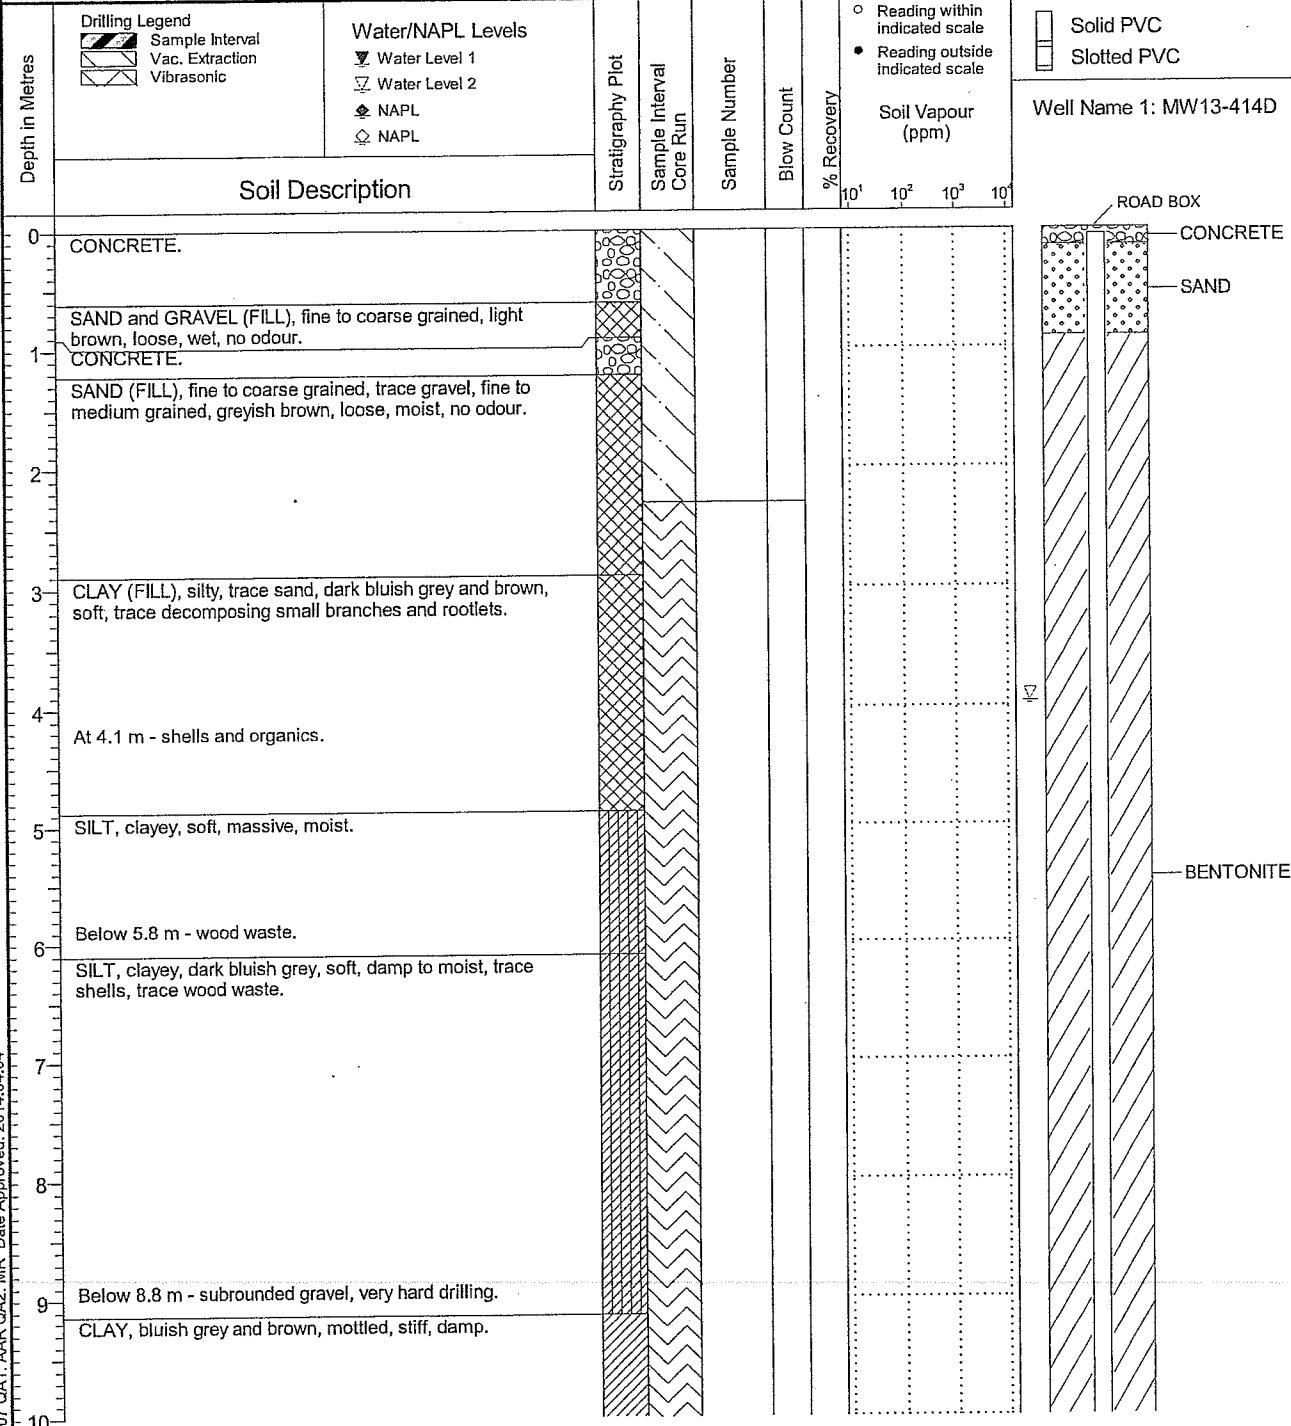 Depth in Metres
Drilling Legend
Sample Interval
Vac. Extraction
Vibrasonic
Water/NAPL Levels
Water Level 1
Water Level 2
NAPL
NAPL
Soil Description
Stratigraphy Plot
Sample Interval
Core Run
Sample Number
Blow Count
% Recovery
Reading within
indicated scale
Reading outside
indicated scale
Soil Vapour
(ppm)
10¹ 10² 10³ 10⁴
Solid PVC
Slotted PVC
Well Name 1: MW13-414D
ROAD BOX
0
CONCRETE.
CONCRETE
SAND
SAND and GRAVEL (FILL), fine to coarse grained, light
brown, loose, wet, no odour.
1
CONCRETE.
SAND (FILL), fine to coarse grained, trace gravel, fine to
medium grained, greyish brown, loose, moist, no odour.
2
3
CLAY (FILL), silty, trace sand, dark bluish grey and brown,
soft, trace decomposing small branches and rootlets.
4
At 4.1 m - shells and organics.
5
SILT, clayey, soft, massive, moist.
BENTONITE
Below 5.8 m - wood waste.
6
SILT, clayey, dark bluish grey, soft, damp to moist, trace
shells, trace wood waste.
7
8
Below 8.8 m - subrounded gravel, very hard drilling.
9
CLAY, bluish grey and brown, mottled, stiff, damp.
10
QA1: AAR QA2: MR Date Approved: